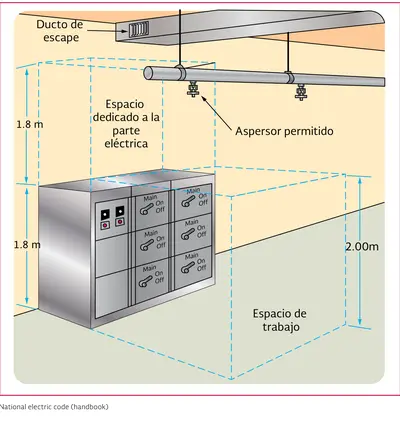 Ducto de
escape
1.8 m
Espacio
dedicado a la
parte
eléctrica
Aspersor permitido
1.8 m
Main
On
Off
Main
On
Off
Main
On
Off
Main
On
Off
Main
On
Off
Main
On
Off
2.00m
Espacio de
trabajo
National electric code (handbook)